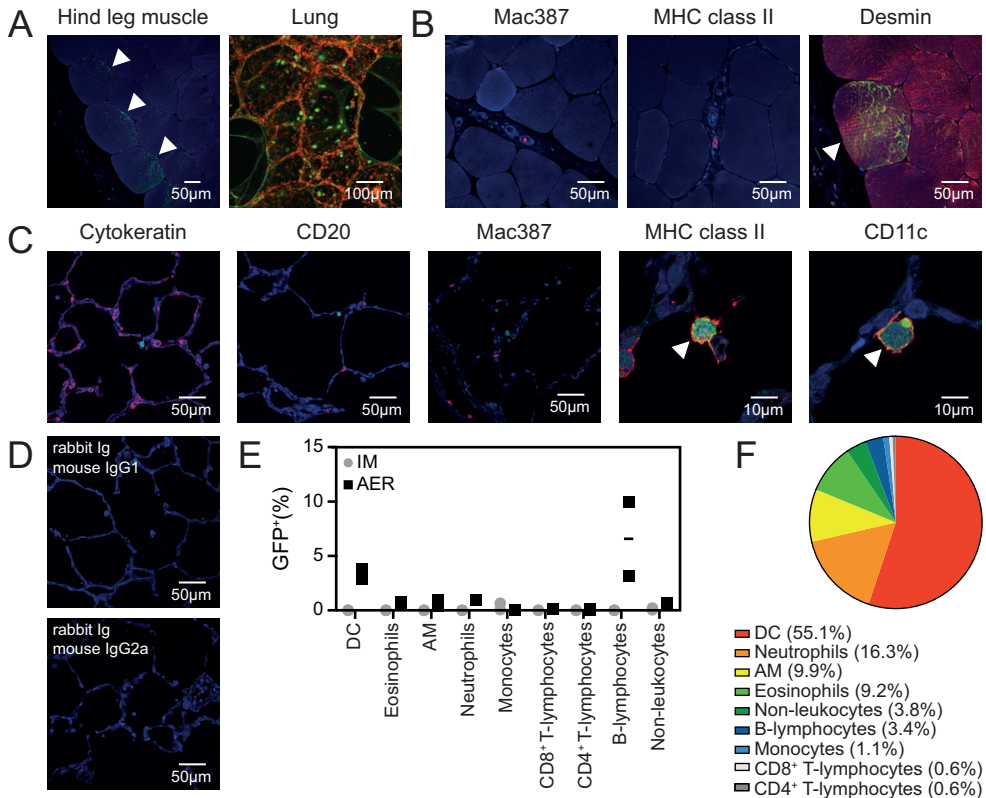 A
Hind leg muscle
Lung
50µm
100µm
B
Mac387
MHC class II
Desmin
50µm
50µm
50µm
C
Cytokeratin
CD20
Mac387
MHC class II
CD11c
50µm
50µm
50µm
10µm
10µm
D
rabbit Ig
mouse IgG1
50µm
rabbit Ig
mouse IgG2a
50µm
E
GFP⁺(%)
15
10
5
0
IM
AER
DC
Eosinophils
AM
Neutrophils
Monocytes
CD8⁺ T-lymphocytes
CD4⁺ T-lymphocytes
B-lymphocytes
Non-leukocytes
F
DC (55.1%)
Neutrophils (16.3%)
AM (9.9%)
Eosinophils (9.2%)
Non-leukocytes (3.8%)
B-lymphocytes (3.4%)
Monocytes (1.1%)
CD8⁺ T-lymphocytes (0.6%)
CD4⁺ T-lymphocytes (0.6%)